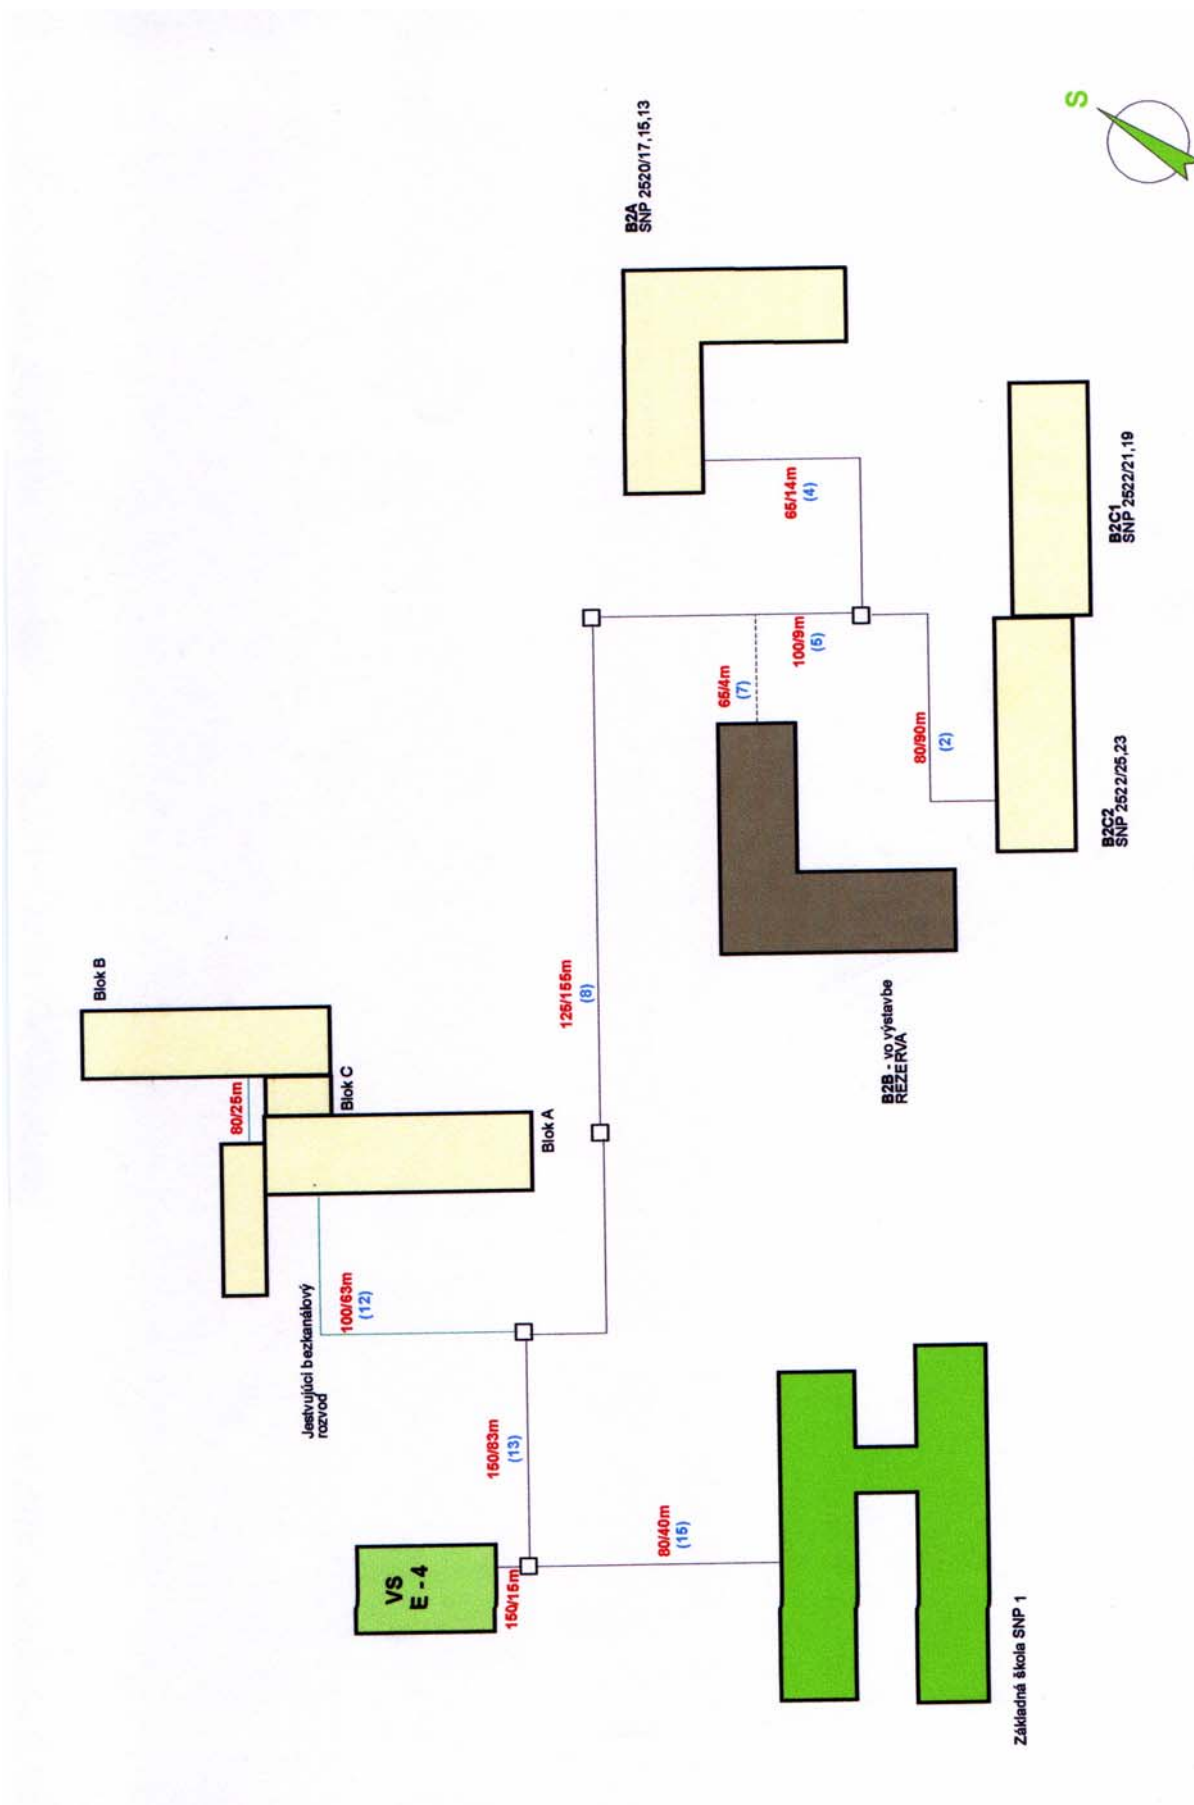 Blok B
80/25m
Blok C
Blok A
Jestvujúci bezkanálový
rozvod
100/63m
(12)
VS
E - 4
150/15m
150/83m
(13)
80/40m
(15)
Základná škola SNP 1
125/155m
(8)
B2A
SNP 2520/17,15,13
65/14m
(4)
65/4m
(7)
100/9m
(5)
80/90m
(2)
B2B - vo výstavbe
REZERVA
B2C2
SNP 2522/25,23
B2C1
SNP 2522/21,19
S